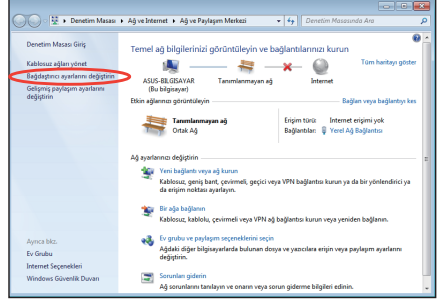 Denetim Masası ▸ Ağ ve Internet ▸ Ağ ve Paylaşım Merkezi
Denetim Masasında Ara
Denetim Masası Giriş
Kablosuz ağları yönet
Bağdaştırıcı ayarlarını değiştirin
Gelişmiş paylaşım ayarlarını
değiştirin
Ayrıca bkz.
Ev Grubu
Internet Seçenekleri
Windows Güvenlik Duvarı
Temel ağ bilgilerinizi görüntüleyin ve bağlantılarınızı kurun
Tüm haritayı göster
ASUS-BILGISAYAR
(Bu bilgisayar)
Tanımlanmayan ağ
Internet
Etkin ağlarınızı görüntüleyin
Bağlan veya bağlantıyı kes
Tanımlanmayan ağ
Ortak Ağ
Erişim türü: Internet erişimi yok
Bağlantılar: Yerel Ağ Bağlantısı
Ağ ayarlarınızı değiştirin
Yeni bağlantı veya ağ kurun
Kablosuz, geniş bant, çevirmeli, geçici veya VPN bağlantısı kurun ya da bir yönlendirici ya
da erişim noktası ayarlayın.
Bir ağa bağlanın
Kablosuz, kablolu, çevirmeli veya VPN ağ bağlantısı kurun veya yeniden bağlanın.
Ev grubu ve paylaşım seçeneklerini seçin
Ağdaki diğer bilgisayarlarda bulunan dosya ve yazıcılara erişin veya paylaşım ayarlarını
değiştirin.
Sorunları giderin
Ağ sorunlarını tanılayın ve onarın veya sorun giderme bilgileri edinin.